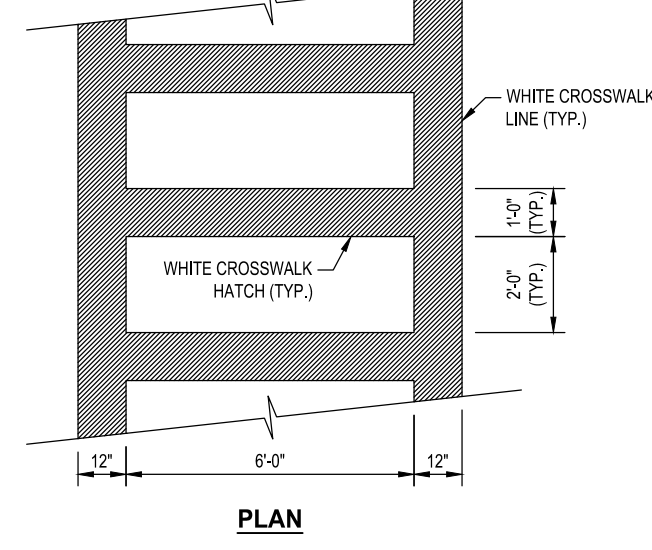 WHITE CROSSWALK
LINE (TYP.)
1'-0"
(TYP.)
WHITE CROSSWALK
HATCH (TYP.)
2'-0"
(TYP.)
12"
6'-0"
12"
PLAN